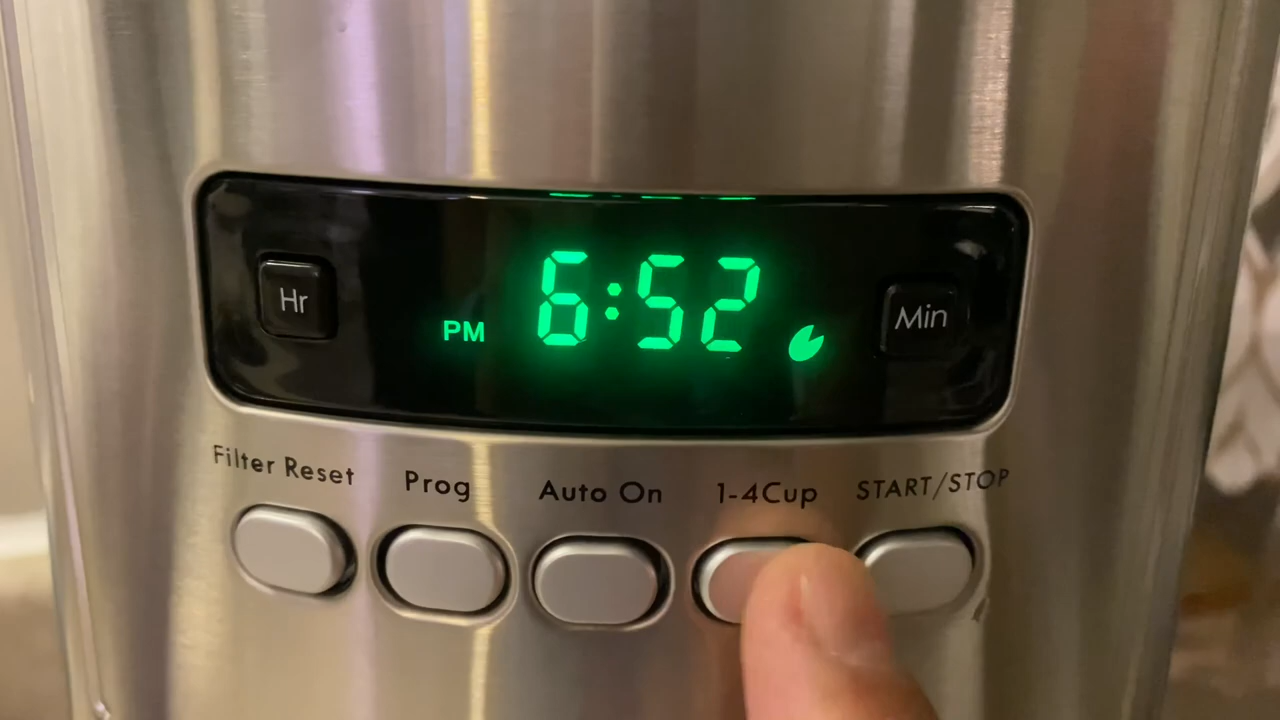 Hr
PM 6:52
Min
Filter Reset
Prog
Auto On
1-4Cup
START/STOP